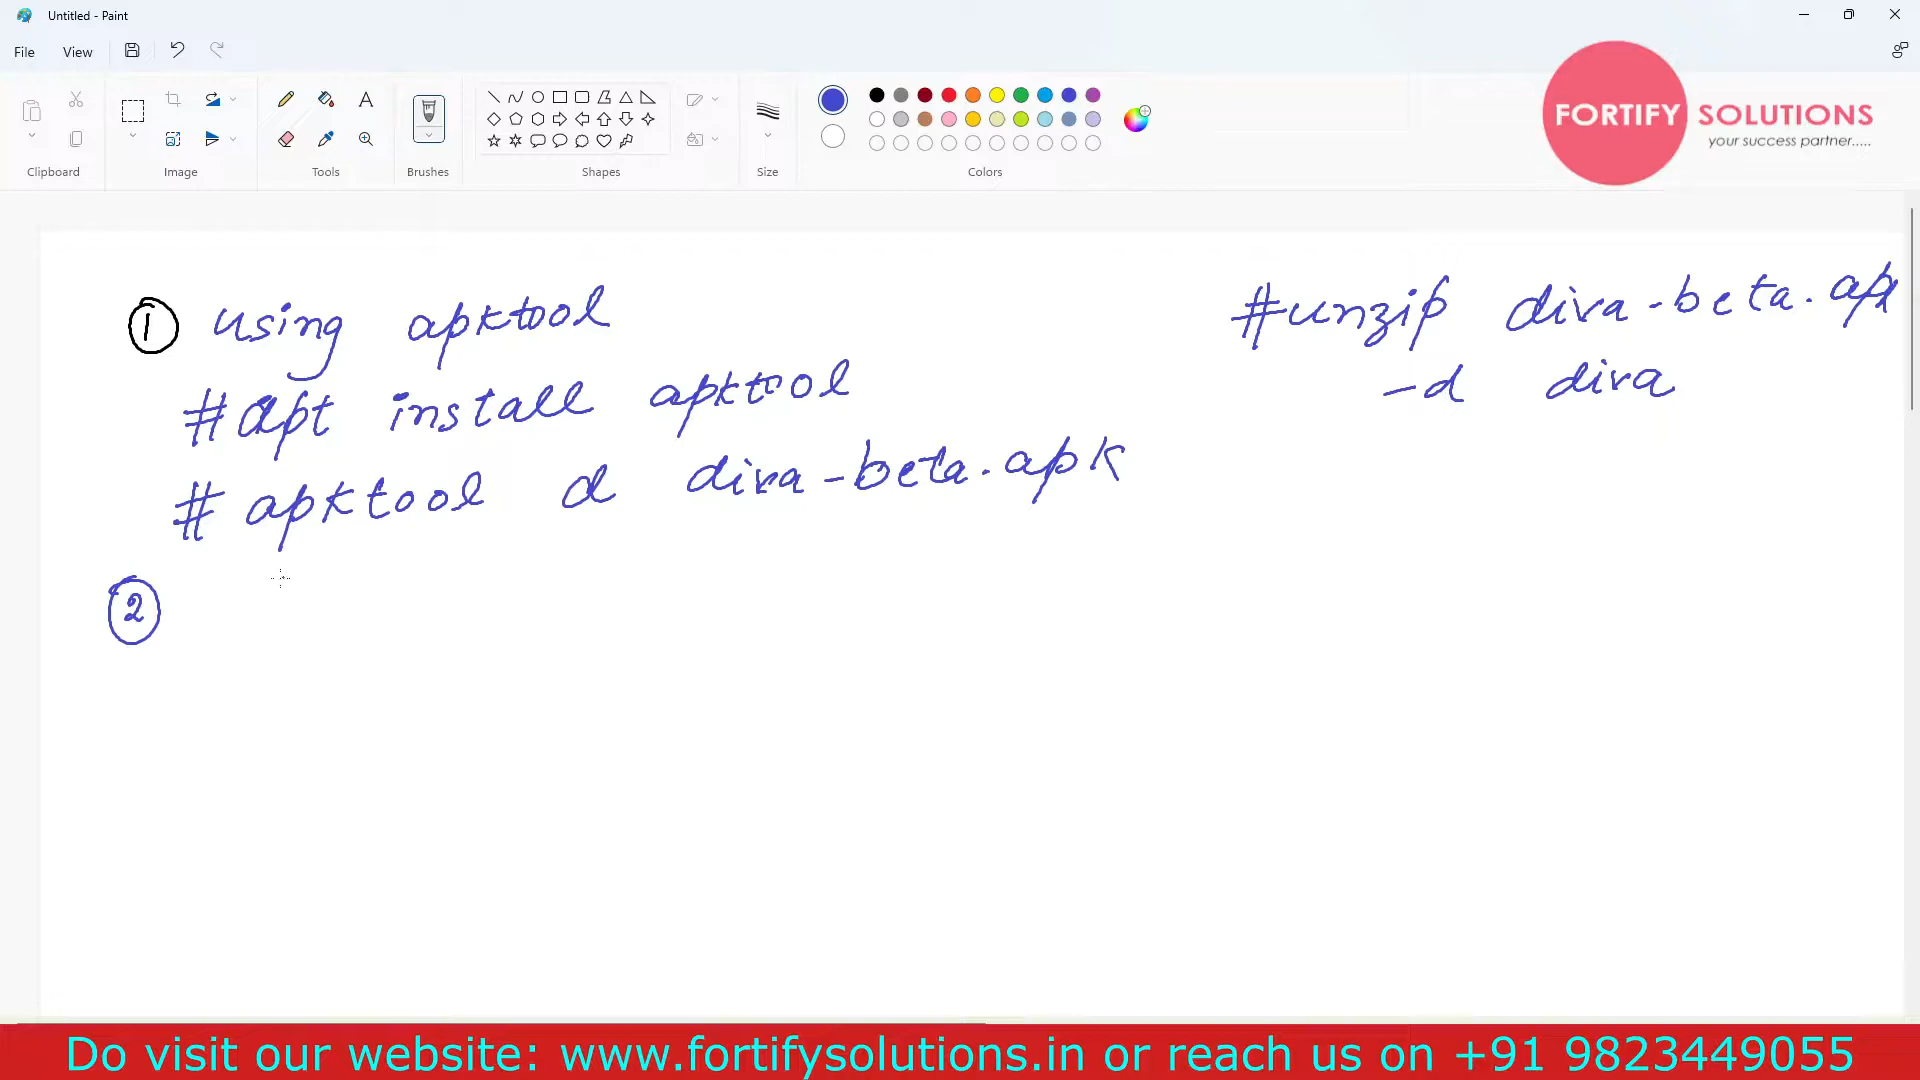 Untitled - Paint
File View
Clipboard Image Tools Brushes Shapes Size Colors
FORTIFY SOLUTIONS
your success partner.....
1 using apktool
#apt install apktool
# apktool d diva-beta.apk
2
#unzip diva-beta.apk
-d diva
Do visit our website: www.fortifysolutions.in or reach us on +91 9823449055